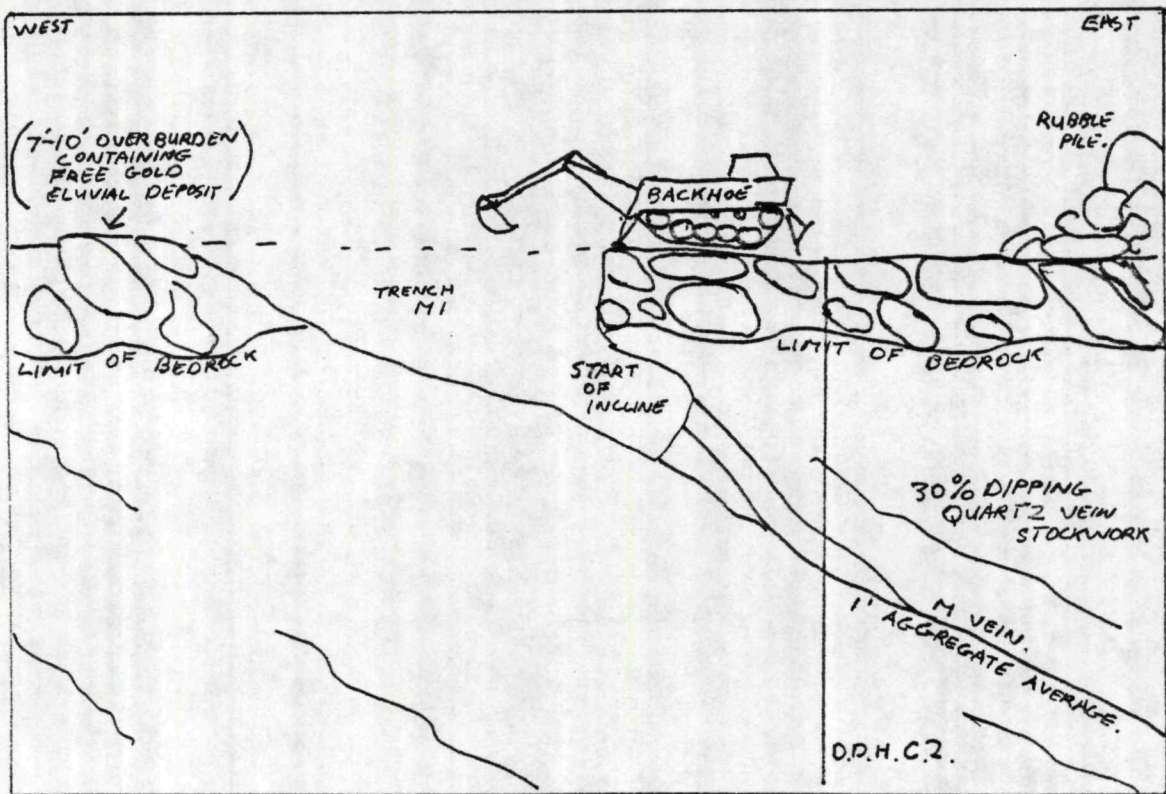 WEST
EAST
(7'-10' OVERBURDEN
CONTAINING
FREE GOLD
ELUVIAL DEPOSIT)
RUBBLE
PILE.
BACKHOE
TRENCH
M1
LIMIT OF BEDROCK
LIMIT OF BEDROCK
START
OF
INCLINE
30% DIPPING
QUARTZ VEIN
STOCKWORK
M VEIN.
1' AGGREGATE AVERAGE.
D.D.H.C.2.